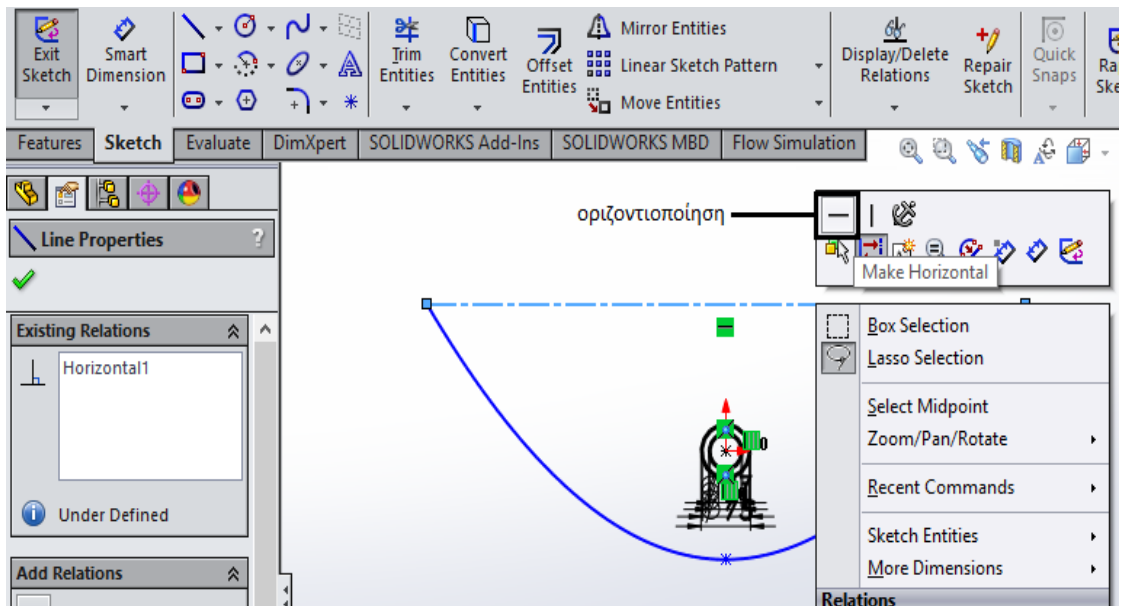 Exit
Sketch
Smart
Dimension
Trim
Entities
Convert
Entities
Offset
Entities
Mirror Entities
Linear Sketch Pattern
Move Entities
Display/Delete
Relations
Repair
Sketch
Quick
Snaps
Features
Sketch
Evaluate
DimXpert
SOLIDWORKS Add-Ins
SOLIDWORKS MBD
Flow Simulation
Line Properties
?
οριζοντιοποίηση
Make Horizontal
Existing Relations
Horizontal1
Under Defined
Add Relations
Box Selection
Lasso Selection
Select Midpoint
Zoom/Pan/Rotate
Recent Commands
Sketch Entities
More Dimensions
Relations